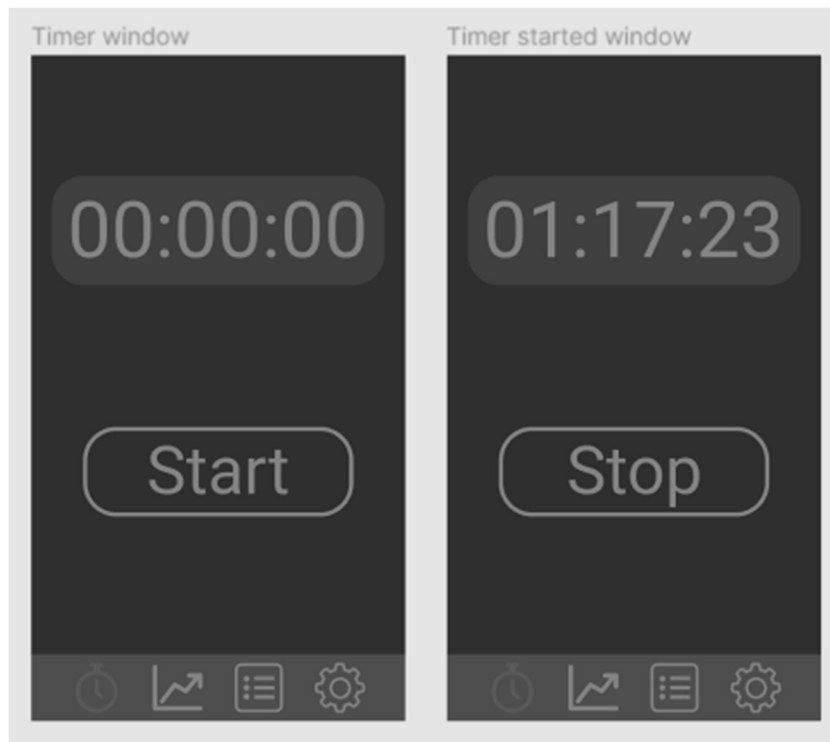 Timer window
00:00:00
Start
Timer started window
01:17:23
Stop